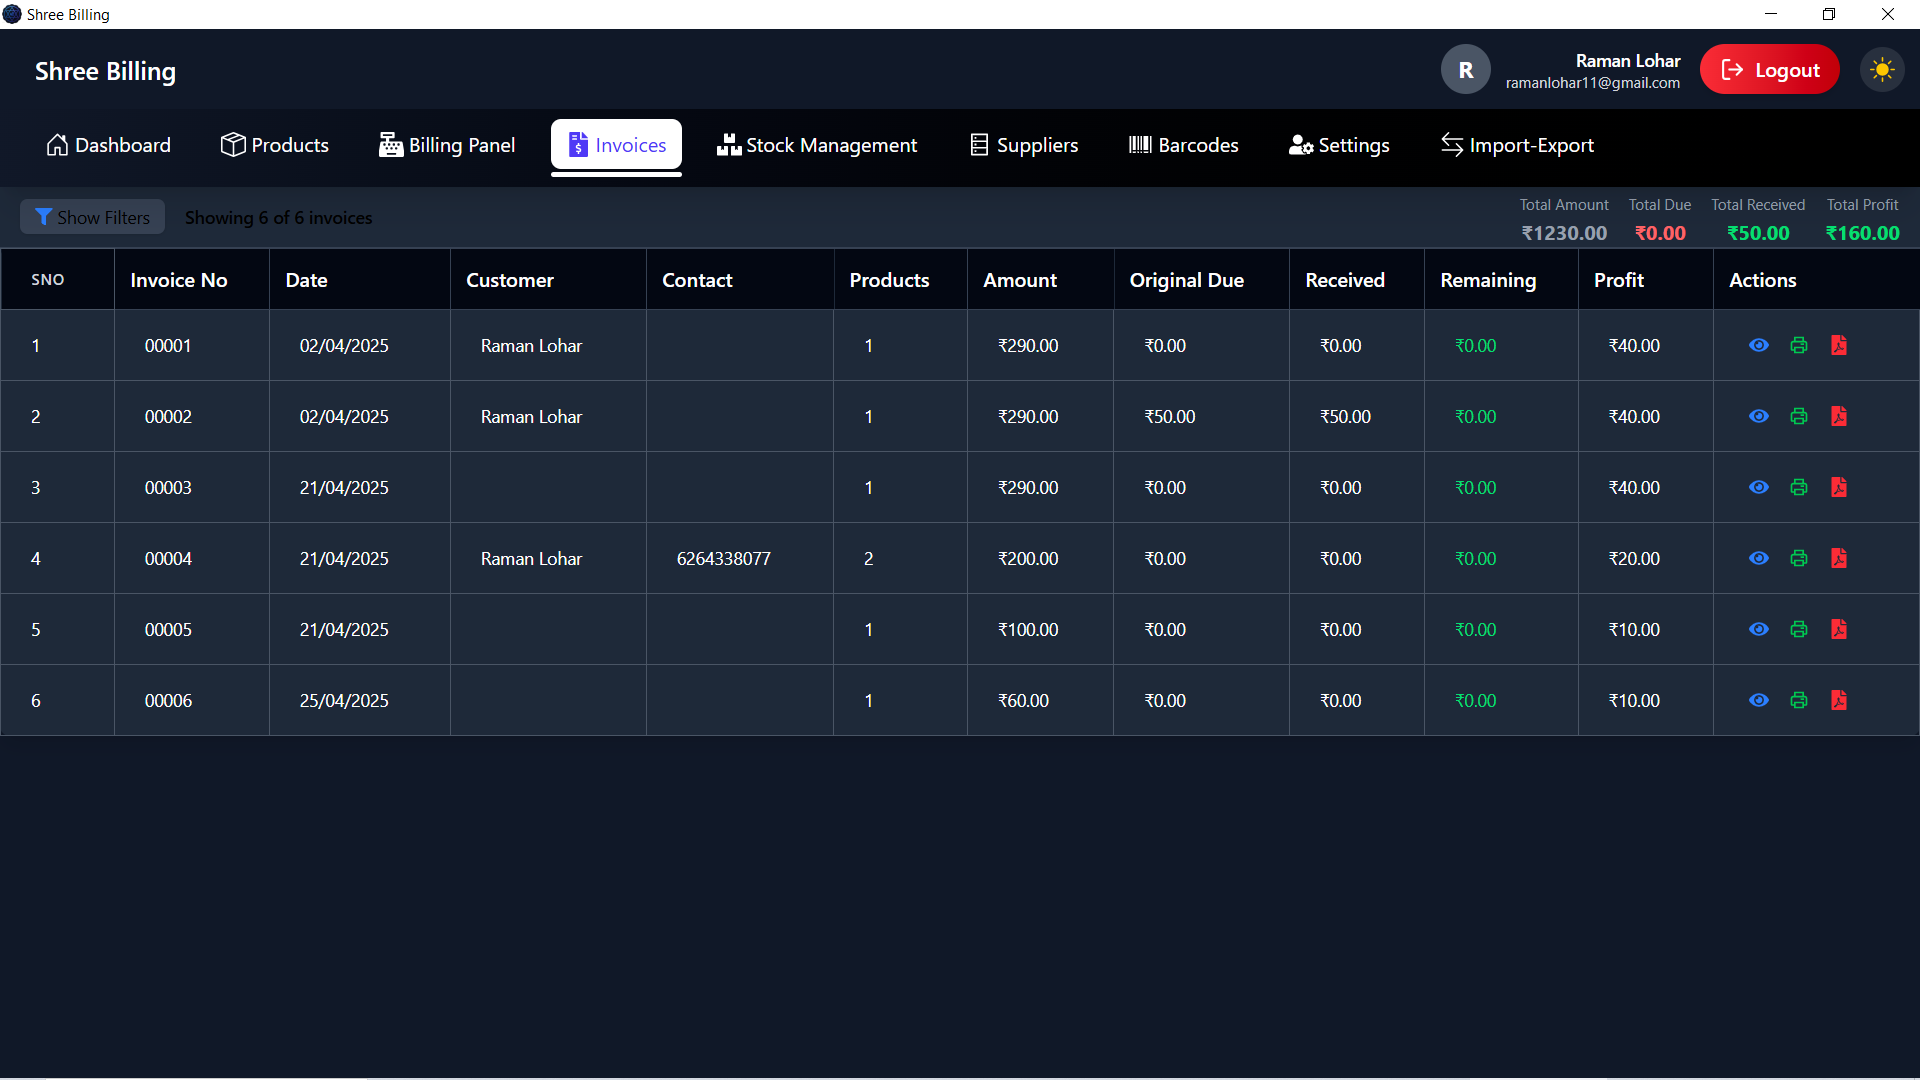 Shree Billing
Shree Billing
R
Raman Lohar
ramanlohar11@gmail.com
Logout
Dashboard Products Billing Panel Invoices Stock Management Suppliers Barcodes Settings Import-Export
Show Filters Showing 6 of 6 invoices
Total Amount Total Due Total Received Total Profit
₹1230.00 ₹0.00 ₹50.00 ₹160.00
SNO Invoice No Date Customer Contact Products Amount Original Due Received Remaining Profit Actions
1 00001 02/04/2025 Raman Lohar 1 ₹290.00 ₹0.00 ₹0.00 ₹0.00 ₹40.00
2 00002 02/04/2025 Raman Lohar 1 ₹290.00 ₹50.00 ₹50.00 ₹0.00 ₹40.00
3 00003 21/04/2025 1 ₹290.00 ₹0.00 ₹0.00 ₹0.00 ₹40.00
4 00004 21/04/2025 Raman Lohar 6264338077 2 ₹200.00 ₹0.00 ₹0.00 ₹0.00 ₹20.00
5 00005 21/04/2025 1 ₹100.00 ₹0.00 ₹0.00 ₹0.00 ₹10.00
6 00006 25/04/2025 1 ₹60.00 ₹0.00 ₹0.00 ₹0.00 ₹10.00